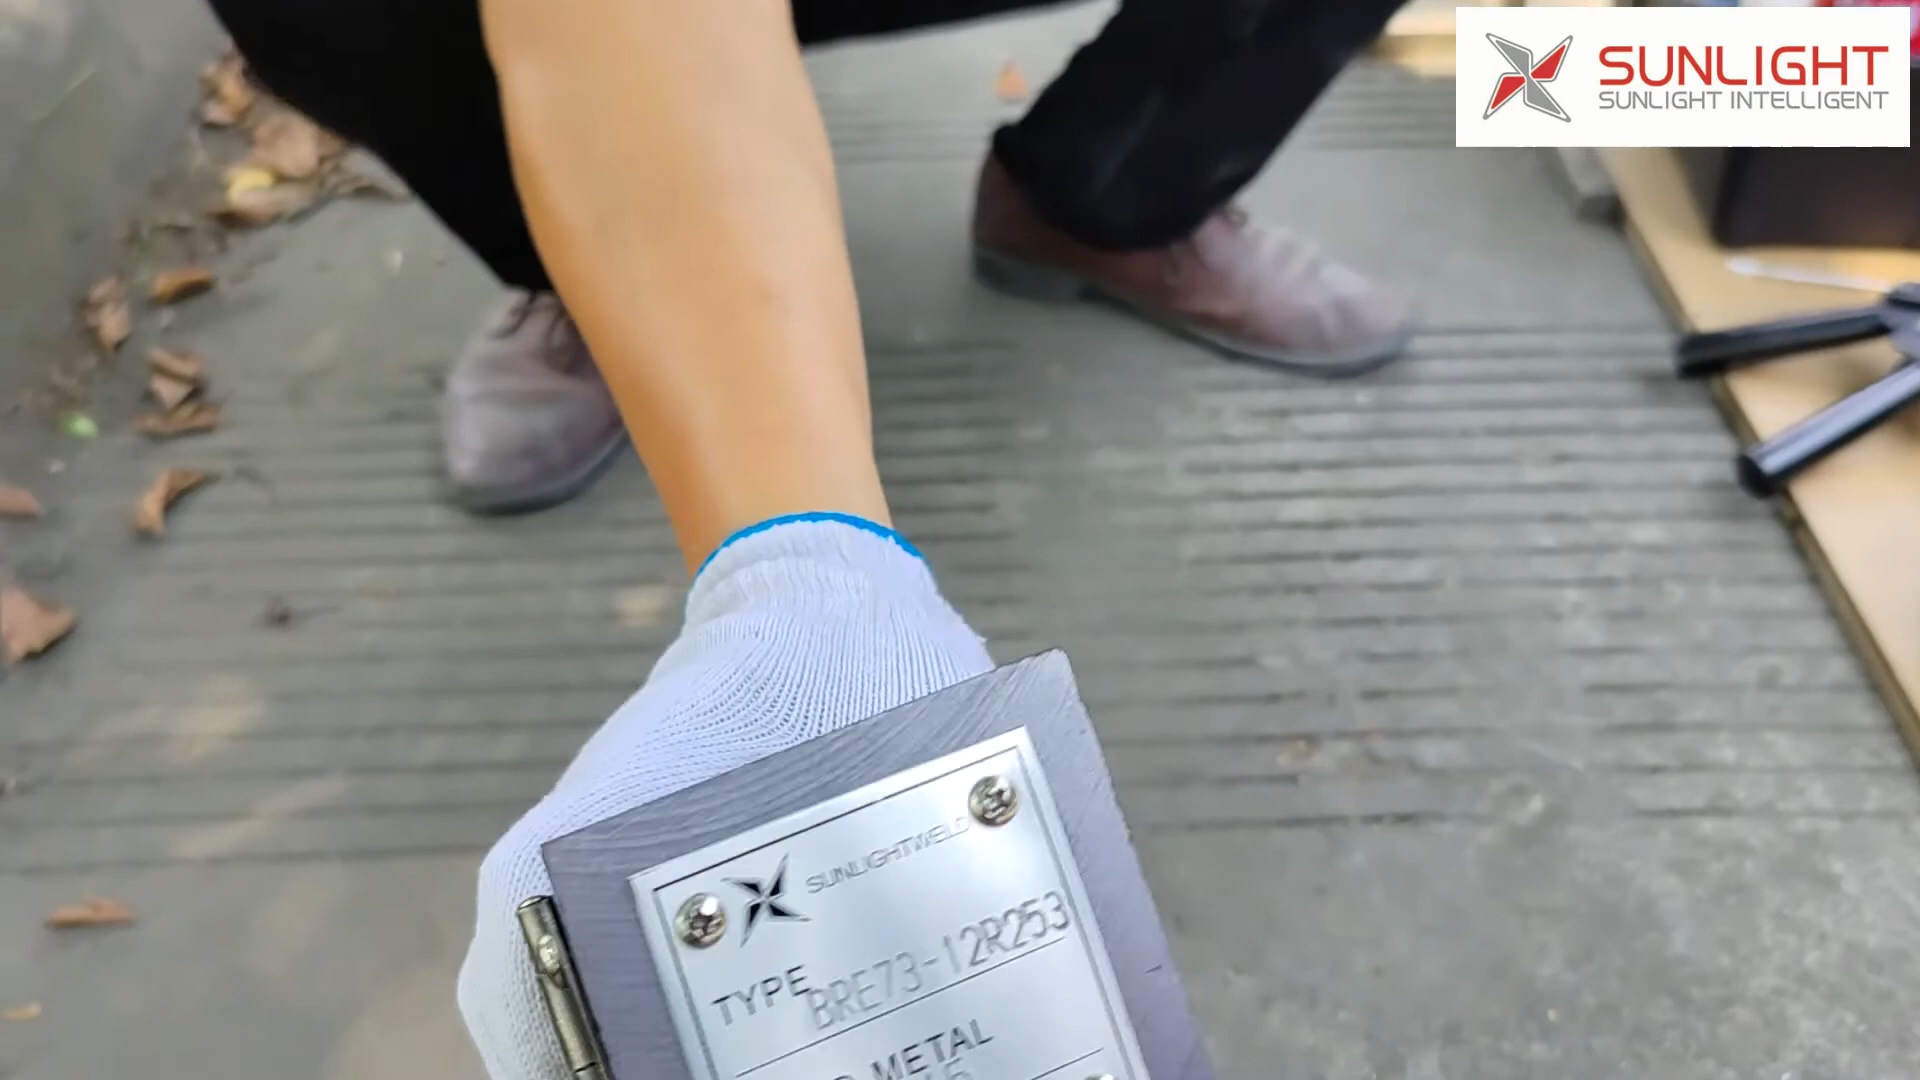 SUNLIGHT
SUNLIGHT INTELLIGENT
SUNLIGHTWELD
TYPE BRE73-12R253
METAL